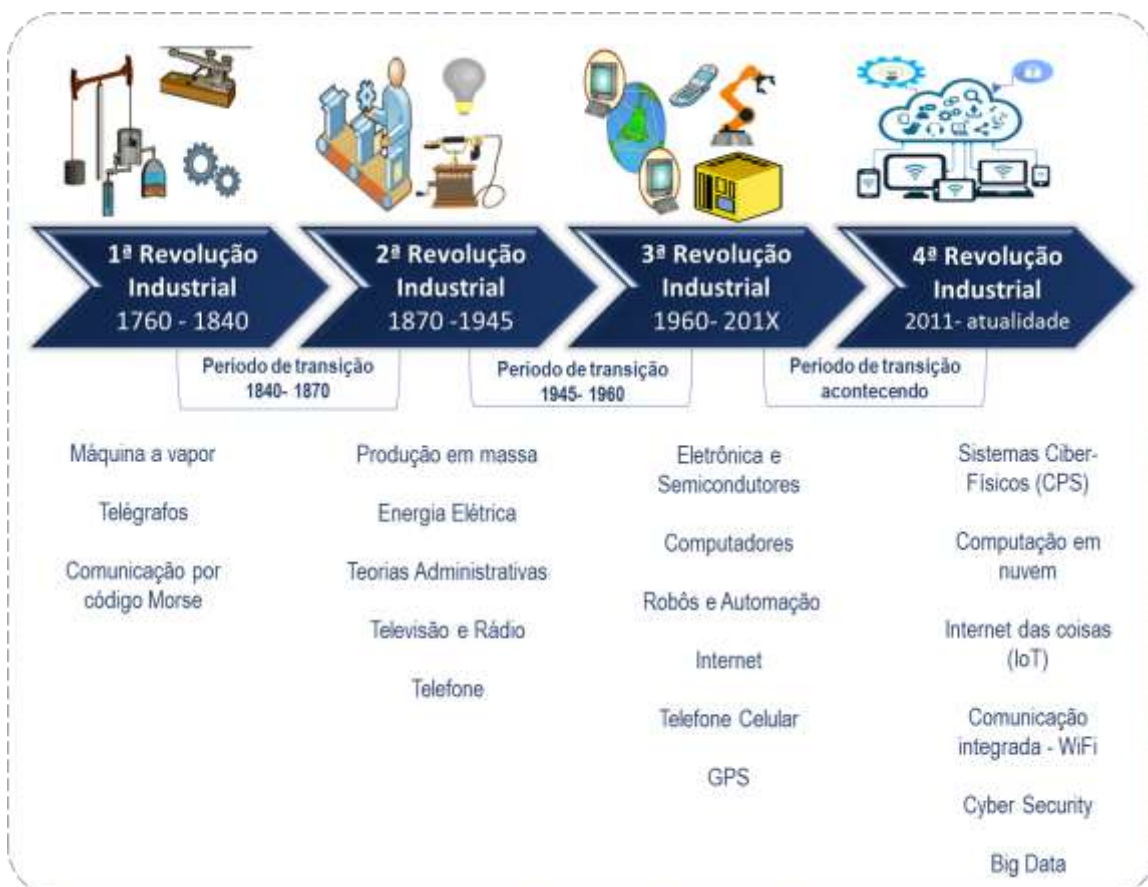 1ª Revolução
Industrial
1760 - 1840
2ª Revolução
Industrial
1870 -1945
3ª Revolução
Industrial
1960- 201X
4ª Revolução
Industrial
2011- atualidade
Periodo de transição
1840- 1870
Periodo de transição
1945- 1960
Periodo de transição
acontecendo
Máquina a vapor
Telégrafos
Comunicação por
código Morse
Produção em massa
Energia Elétrica
Teorias Administrativas
Televisão e Rádio
Telefone
Eletrônica e
Semicondutores
Computadores
Robôs e Automação
Internet
Telefone Celular
GPS
Sistemas Ciber-
Físicos (CPS)
Computação em
nuvem
Internet das coisas
(IoT)
Comunicação
integrada - WiFi
Cyber Security
Big Data